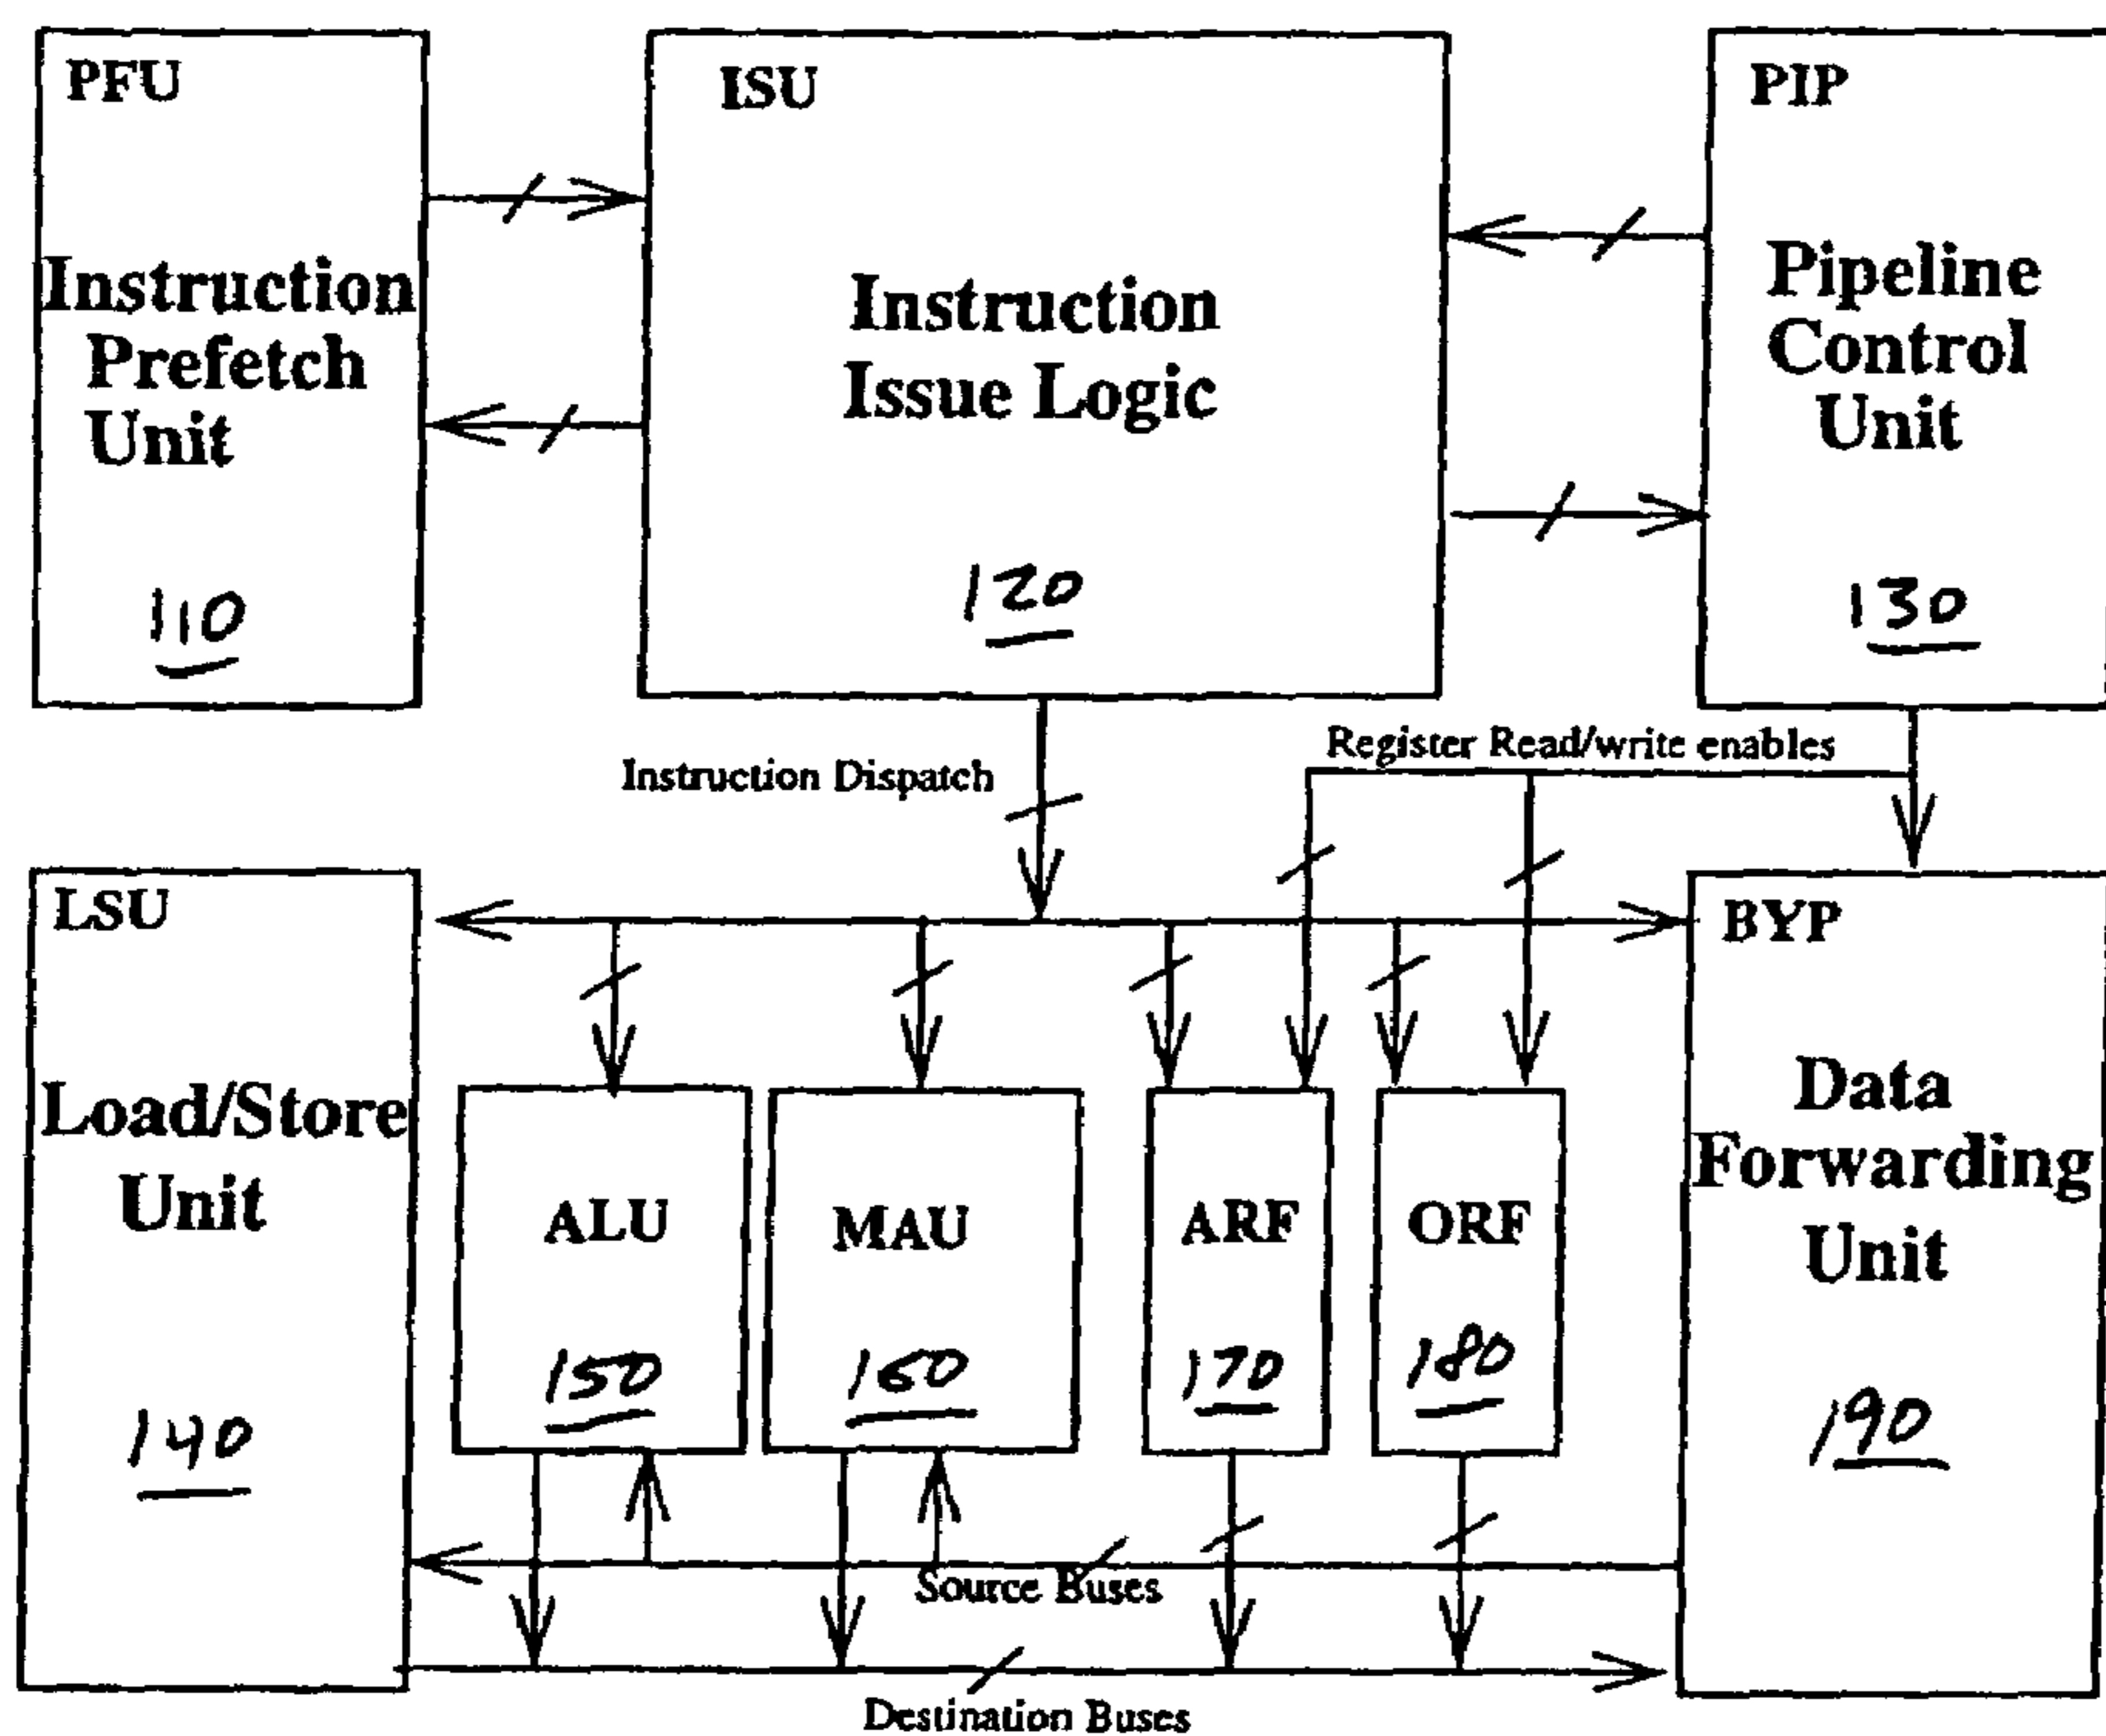 PFU
Instruction
Prefetch
Unit
110
ISU
Instruction
Issue Logic
120
PIP
Pipeline
Control
Unit
130
Instruction Dispatch
Register Read/write enables
LSU
Load/Store
Unit
140
ALU
150
MAU
160
ARF
170
ORF
180
BYP
Data
Forwarding
Unit
190
Source Buses
Destination Buses